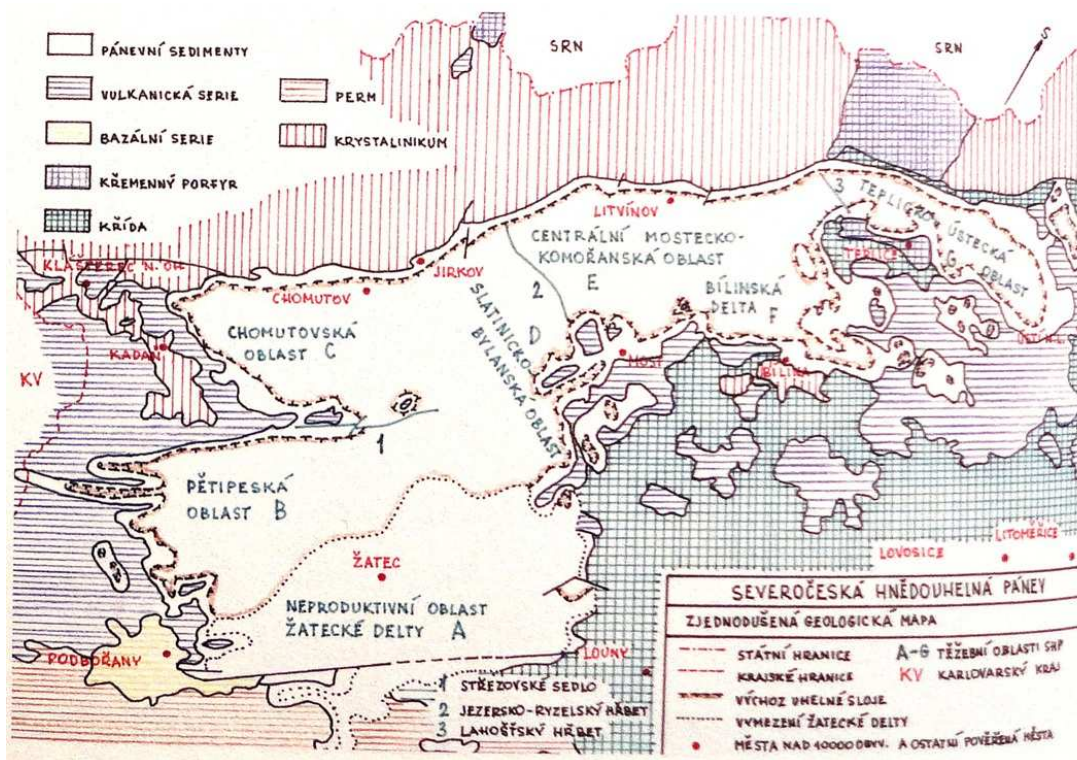 PÁNEVNÍ SEDIMENTY
VULKANICKÁ SERIE
BAZÁLNÍ SERIE
KŘEMENNÝ PORFYR
KŘÍDA
PERM
KRYSTALINIKUM
SRN
SRN
S
KLÁŠTEREC N. OH
KADAŇ
KV
CHOMUTOV
JIRKOV
LITVÍNOV
CHOMUTOVSKÁ
OBLAST C
SLATINICKO-
BYLANSKÁ OBLAST
D
CENTRÁLNÍ MOSTECKO-
KOMOŘANSKÁ OBLAST
E
2
BÍLINSKÁ
DELTA F
3
TEPLICKO-ÚSTECKÁ
OBLAST
G
TEPLICE
ÚSTÍ N. L.
MOST
BÍLINA
1
PĚTIPESKÁ
OBLAST B
ŽATEC
NEPRODUKTIVNÍ OBLAST
ŽATECKÉ DELTY A
PODBOŘANY
LOUNY
LOVOSICE
LITOMĚŘICE
1 STŘEZOVSKÉ SEDLO
2 JEZERSKO-RYZELSKÝ HŘBET
3 LAHOŠŤSKÝ HŘBET
SEVEROČESKÁ HNĚDOUHELNÁ PÁNEV
ZJEDNODUŠENÁ GEOLOGICKÁ MAPA
STÁTNÍ HRANICE
KRAJSKÉ HRANICE
VÝCHOZ UHELNÉ SLOJE
VYMEZENÍ ŽATECKÉ DELTY
MĚSTA NAD 10000 OBYV. A OSTATNÍ POVĚŘENÁ MĚSTA
A-G TĚŽEBNÍ OBLASTI SHP
KV KARLOVARSKÝ KRAJ